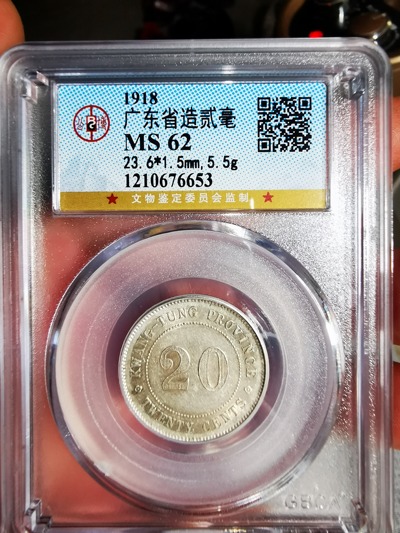 1918
广东省造贰毫
MS 62
23.6*1.5mm,5.5g
1210676653
★ 文物鉴定委员会监制 ★
KWANG-TUNG PROVINCE
20
TWENTY CENTS